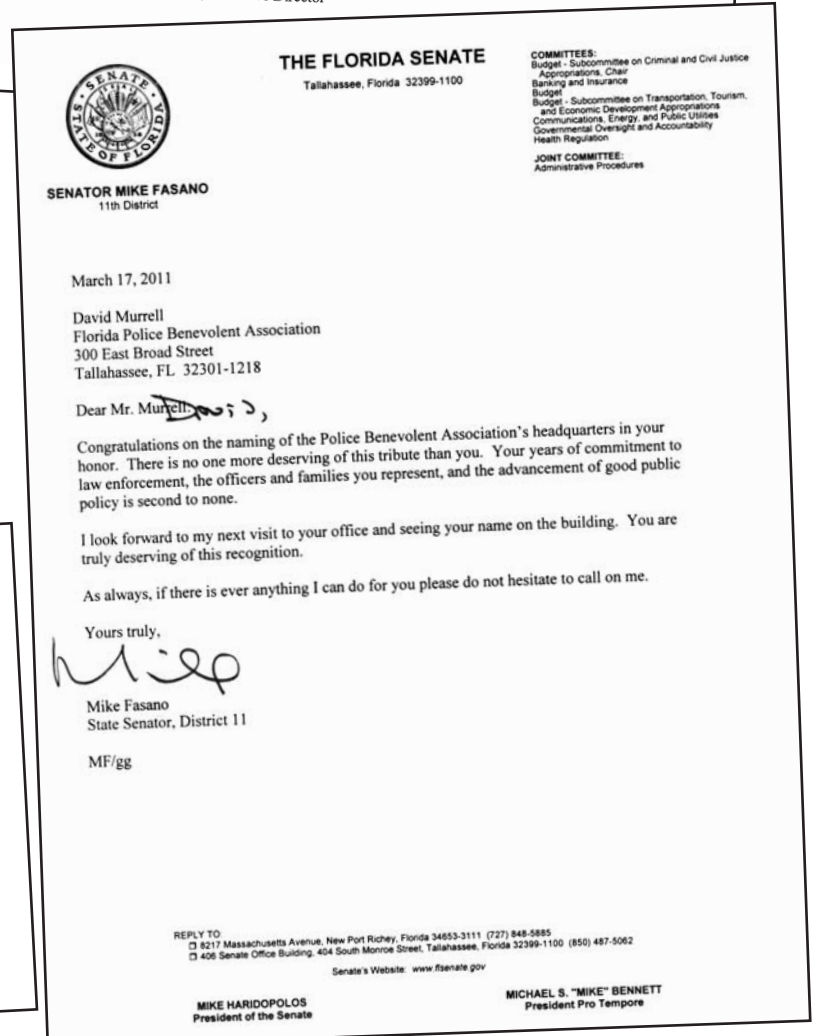 Director
THE FLORIDA SENATE
Tallahassee, Florida 32399-1100
COMMITTEES:
Budget - Subcommittee on Criminal and Civil Justice
Appropriations, Chair
Banking and Insurance
Budget
Budget - Subcommittee on Transportation, Tourism,
and Economic Development Appropriations
Communications, Energy, and Public Utilities
Governmental Oversight and Accountability
Health Regulation
JOINT COMMITTEE:
Administrative Procedures
SENATE
STATE OF FLORIDA
SENATOR MIKE FASANO
11th District
March 17, 2011
David Murrell
Florida Police Benevolent Association
300 East Broad Street
Tallahassee, FL 32301-1218
Dear Mr. Murrell: David,
Congratulations on the naming of the Police Benevolent Association's headquarters in your
honor. There is no one more deserving of this tribute than you. Your years of commitment to
law enforcement, the officers and families you represent, and the advancement of good public
policy is second to none.
I look forward to my next visit to your office and seeing your name on the building. You are
truly deserving of this recognition.
As always, if there is ever anything I can do for you please do not hesitate to call on me.
Yours truly,
Mike
Mike Fasano
State Senator, District 11
MF/gg
REPLY TO:
❒ 8217 Massachusetts Avenue, New Port Richey, Florida 34653-3111 (727) 848-5885
❒ 406 Senate Office Building, 404 South Monroe Street, Tallahassee, Florida 32399-1100 (850) 487-5062
Senate's Website: www.flsenate.gov
MIKE HARIDOPOLOS
President of the Senate
MICHAEL S. "MIKE" BENNETT
President Pro Tempore